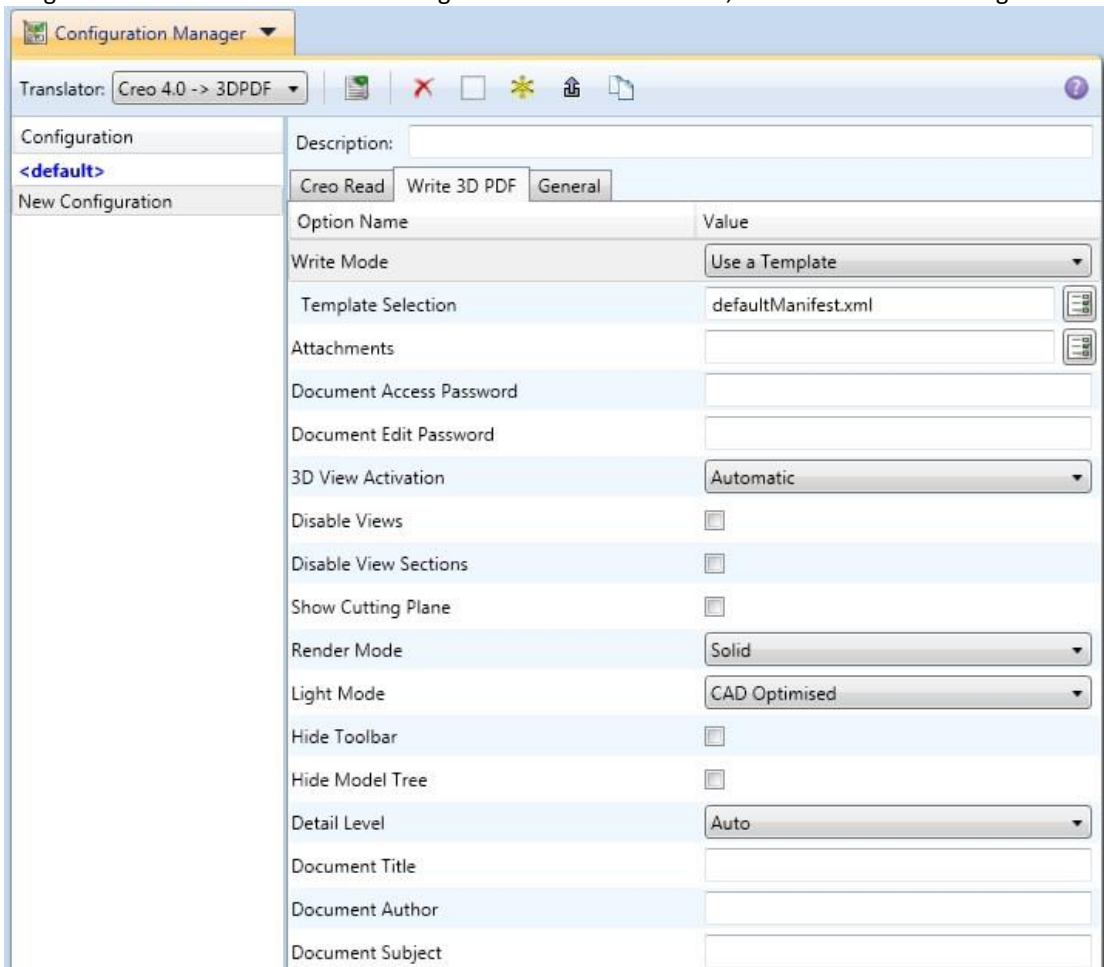 Configuration Manager
Translator: Creo 4.0 -> 3DPDF
Configuration
<default>
New Configuration
Description:
Creo Read Write 3D PDF General
Option Name Value
Write Mode Use a Template
Template Selection defaultManifest.xml
Attachments
Document Access Password
Document Edit Password
3D View Activation Automatic
Disable Views
Disable View Sections
Show Cutting Plane
Render Mode Solid
Light Mode CAD Optimised
Hide Toolbar
Hide Model Tree
Detail Level Auto
Document Title
Document Author
Document Subject